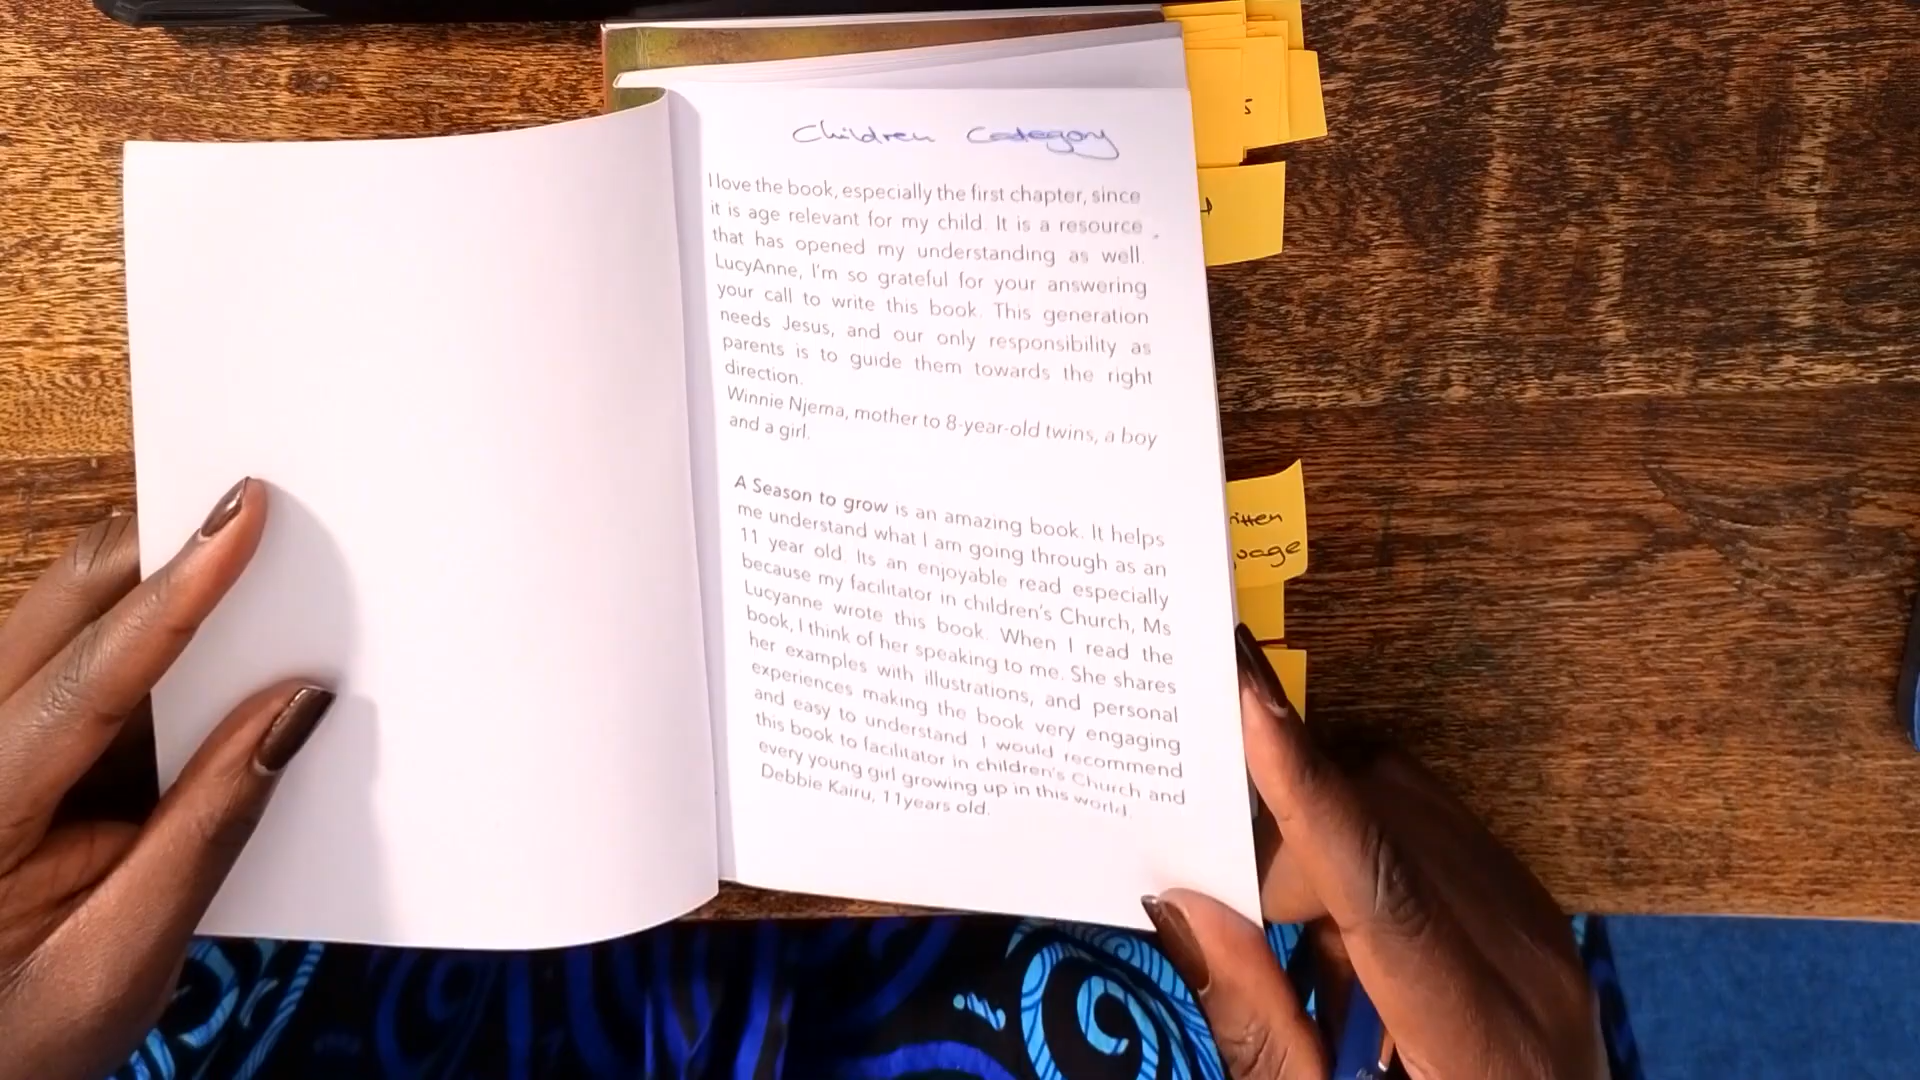 Children Category
I love the book, especially the first chapter, since
it is age relevant for my child. It is a resource
that has opened my understanding as well.
LucyAnne, I'm so grateful for your answering
your call to write this book. This generation
needs Jesus, and our only responsibility as
parents is to guide them towards the right
direction.
Winnie Njema, mother to 8-year-old twins, a boy
and a girl.
A Season to grow is an amazing book. It helps
me understand what I am going through as an
11 year old. Its an enjoyable read especially
because my facilitator in children's Church, Ms
Lucyanne wrote this book. When I read the
book, I think of her speaking to me. She shares
her examples with illustrations, and personal
experiences making the book very engaging
and easy to understand. I would recommend
this book to facilitator in children's Church and
every young girl growing up in this world.
Debbie Kairu, 11years old.
5